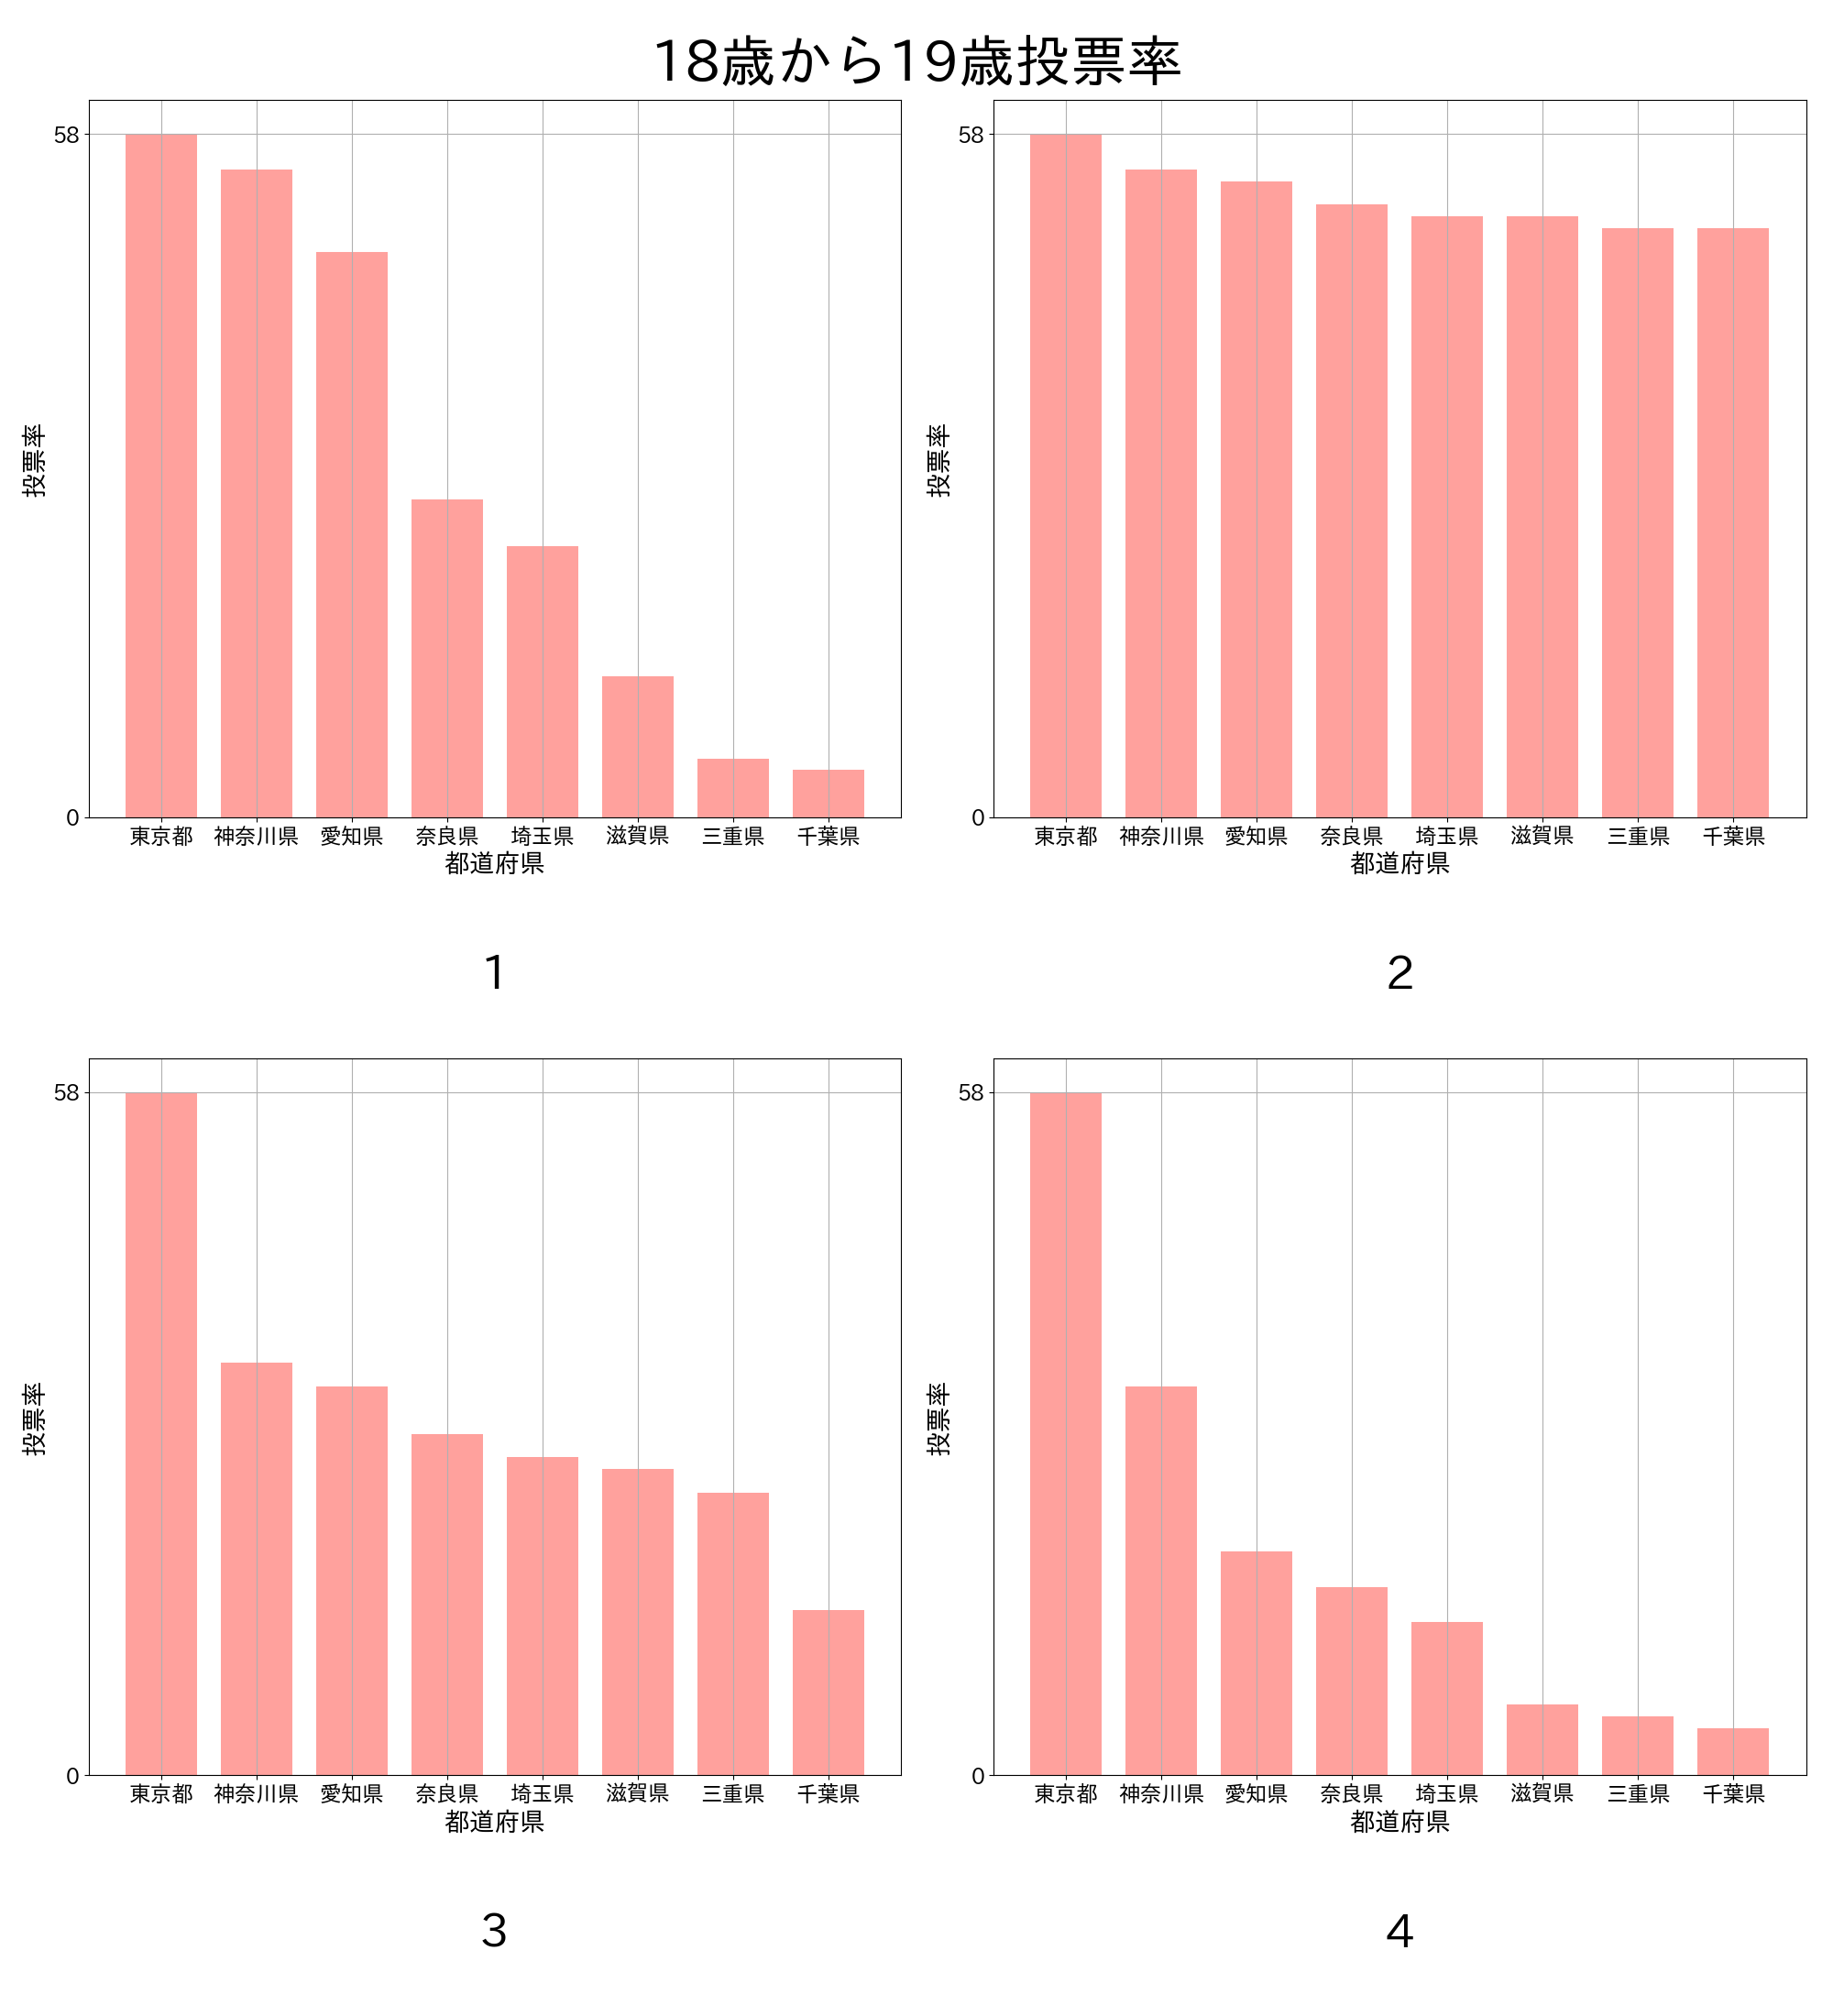 18歳から19歳投票率
58
0
投票率
東京都 神奈川県 愛知県 奈良県 埼玉県 滋賀県 三重県 千葉県
都道府県
1
58
0
投票率
東京都 神奈川県 愛知県 奈良県 埼玉県 滋賀県 三重県 千葉県
都道府県
2
58
0
投票率
東京都 神奈川県 愛知県 奈良県 埼玉県 滋賀県 三重県 千葉県
都道府県
3
58
0
投票率
東京都 神奈川県 愛知県 奈良県 埼玉県 滋賀県 三重県 千葉県
都道府県
4